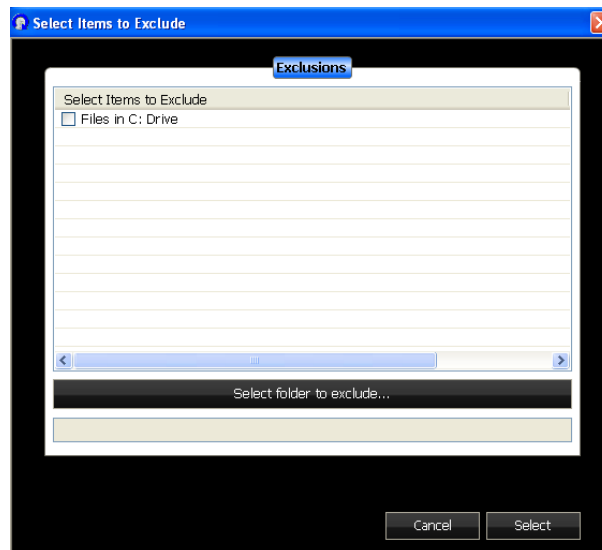 Select Items to Exclude
Exclusions
Select Items to Exclude
Files in C: Drive
Select folder to exclude...
Cancel
Select